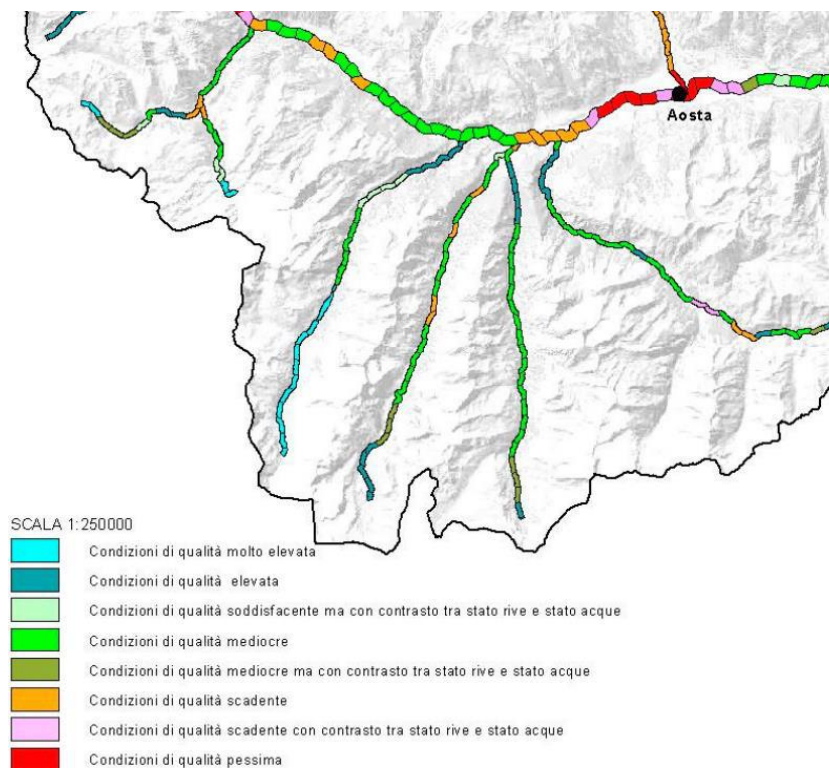 Aosta
SCALA 1:250000
Condizioni di qualità molto elevata
Condizioni di qualità elevata
Condizioni di qualità soddisfacente ma con contrasto tra stato rive e stato acque
Condizioni di qualità mediocre
Condizioni di qualità mediocre ma con contrasto tra stato rive e stato acque
Condizioni di qualità scadente
Condizioni di qualità scadente con contrasto tra stato rive e stato acque
Condizioni di qualità pessima